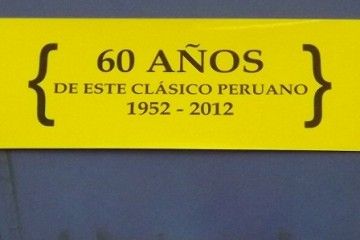 60 AÑOS
DE ESTE CLÁSICO PERUANO
1952 - 2012